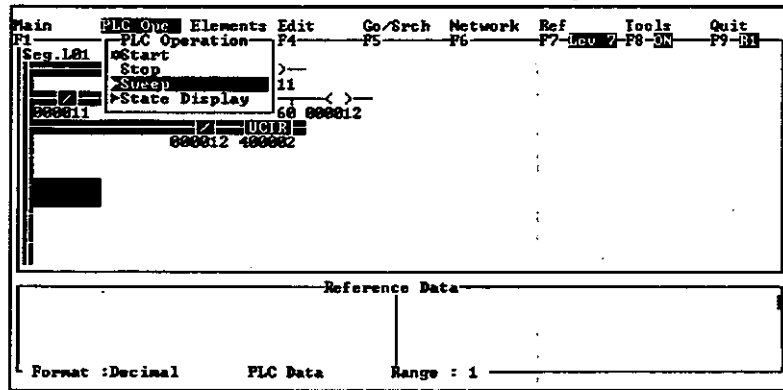 Main PLC Ope Elements Edit Go/Srch Network Ref Tools Quit
F1 PLC Operation F4 F5 F6 F7-Lev 7 F8-ON F9-R1
Seg.L01 Start
Stop
Sweep 11
State Display
000011 60 000012
UCTR
000012 400002
Reference Data
Format :Decimal PLC Data Range : 1